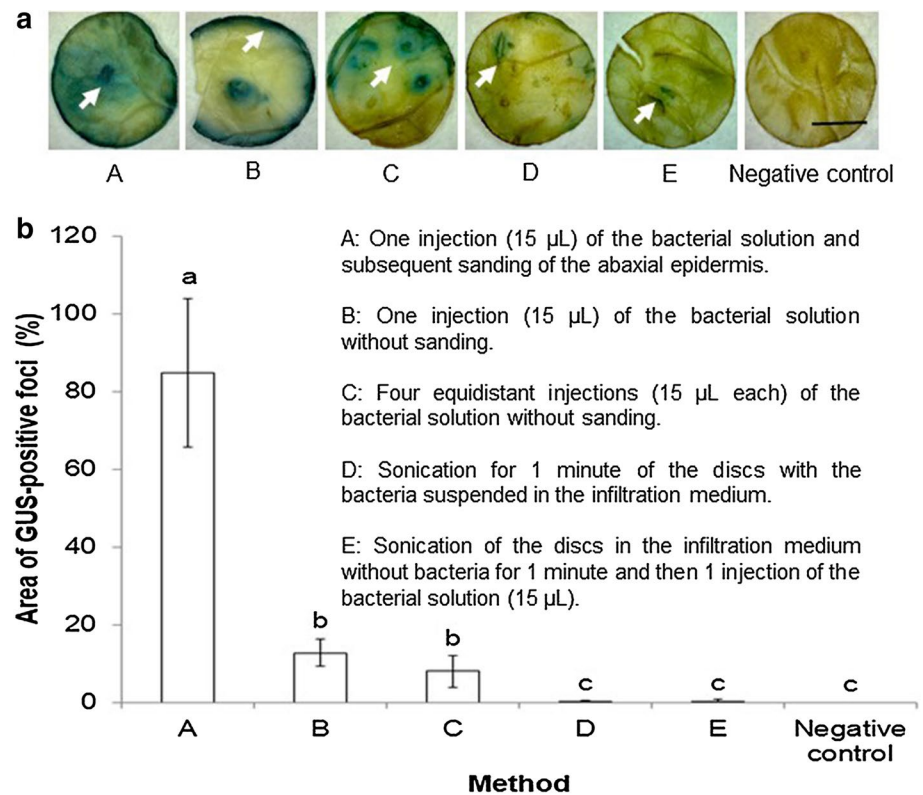 a
A
B
C
D
E
Negative control
b
120
100
80
60
40
20
0
Area of GUS-positive foci (%)
a
b
b
c
c
c
A: One injection (15 µL) of the bacterial solution and
subsequent sanding of the abaxial epidermis.
B: One injection (15 µL) of the bacterial solution
without sanding.
C: Four equidistant injections (15 µL each) of the
bacterial solution without sanding.
D: Sonication for 1 minute of the discs with the
bacteria suspended in the infiltration medium.
E: Sonication of the discs in the infiltration medium
without bacteria for 1 minute and then 1 injection of the
bacterial solution (15 µL).
A
B
C
D
E
Negative
control
Method